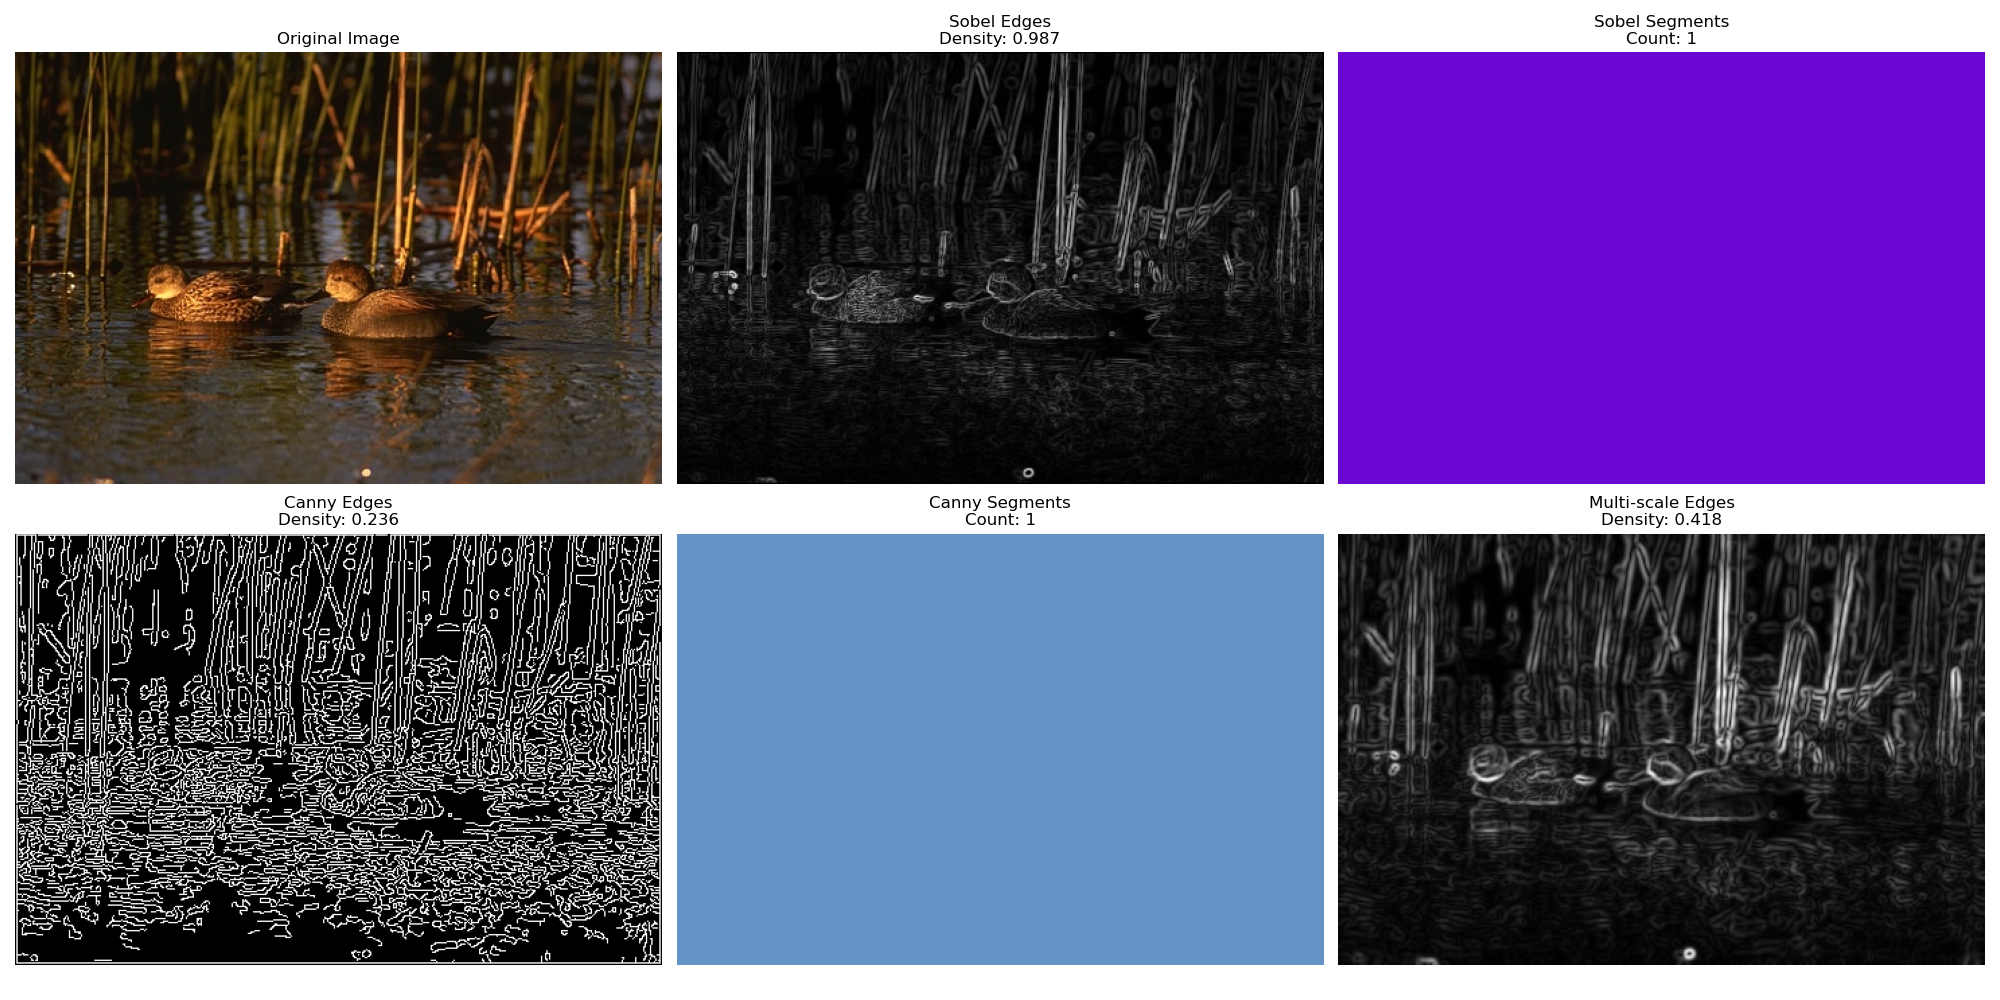 Original Image
Sobel Edges
Density: 0.987
Sobel Segments
Count: 1
Canny Edges
Density: 0.236
Canny Segments
Count: 1
Multi-scale Edges
Density: 0.418